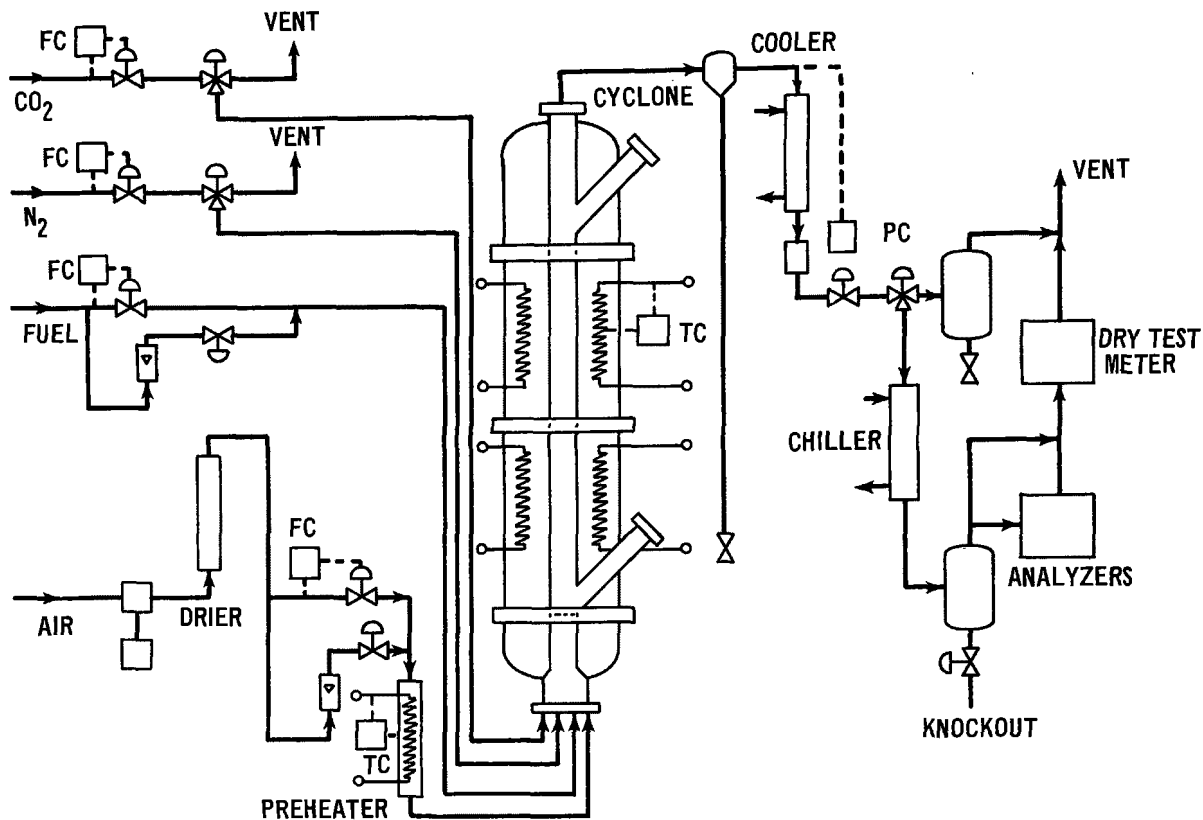 VENT
FC
CO2
COOLER
CYCLONE
VENT
FC
N2
VENT
PC
FC
FUEL
TC
DRY TEST
METER
CHILLER
FC
ANALYZERS
AIR
DRIER
TC
KNOCKOUT
PREHEATER